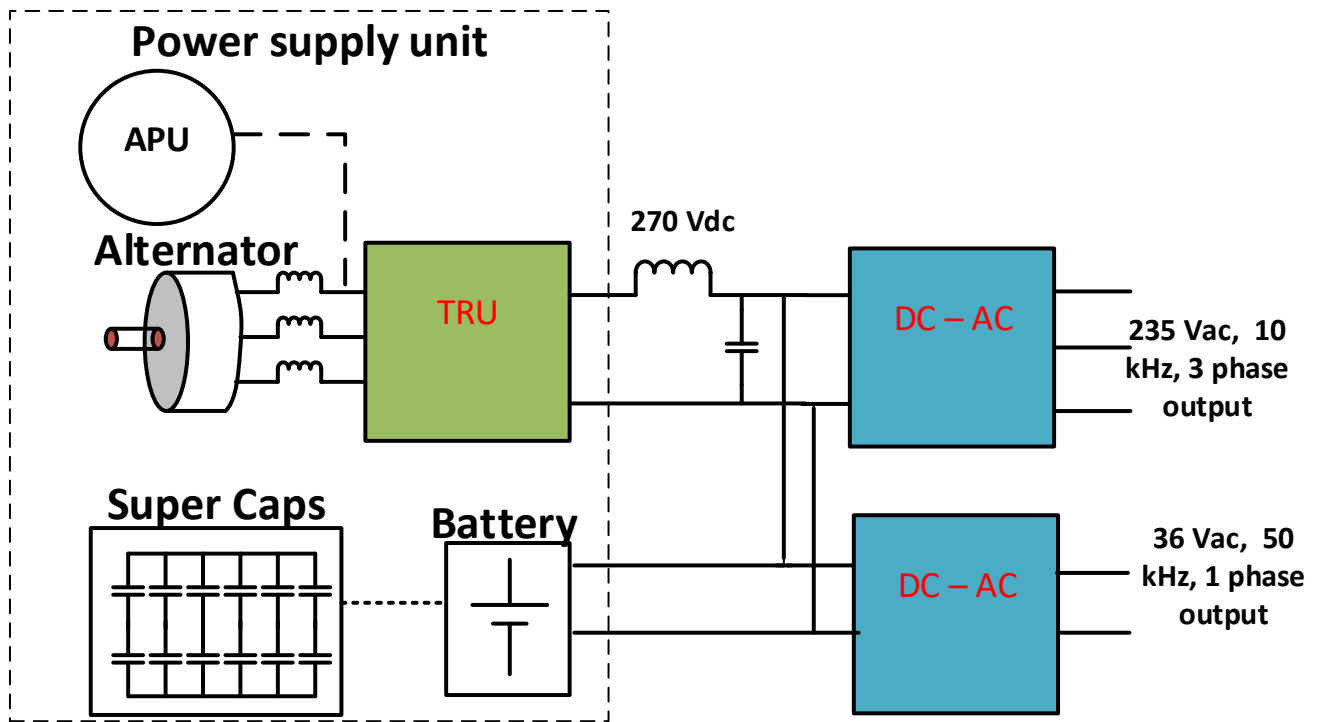 Power supply unit
APU
Alternator
270 Vdc
TRU
DC – AC
235 Vac, 10
kHz, 3 phase
output
Super Caps
Battery
DC – AC
36 Vac, 50
kHz, 1 phase
output